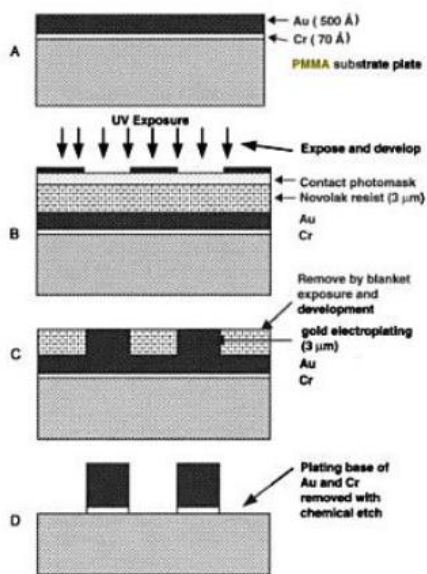 Au (500 Å)
Cr (70 Å)
A
PMMA substrate plate
UV Exposure
Expose and develop
Contact photomask
Novolak resist (3 μm)
Au
B
Cr
Remove by blanket
exposure and
development
gold electroplating
(3 μm)
C
Au
Cr
Plating base of
Au and Cr
removed with
chemical etch
D